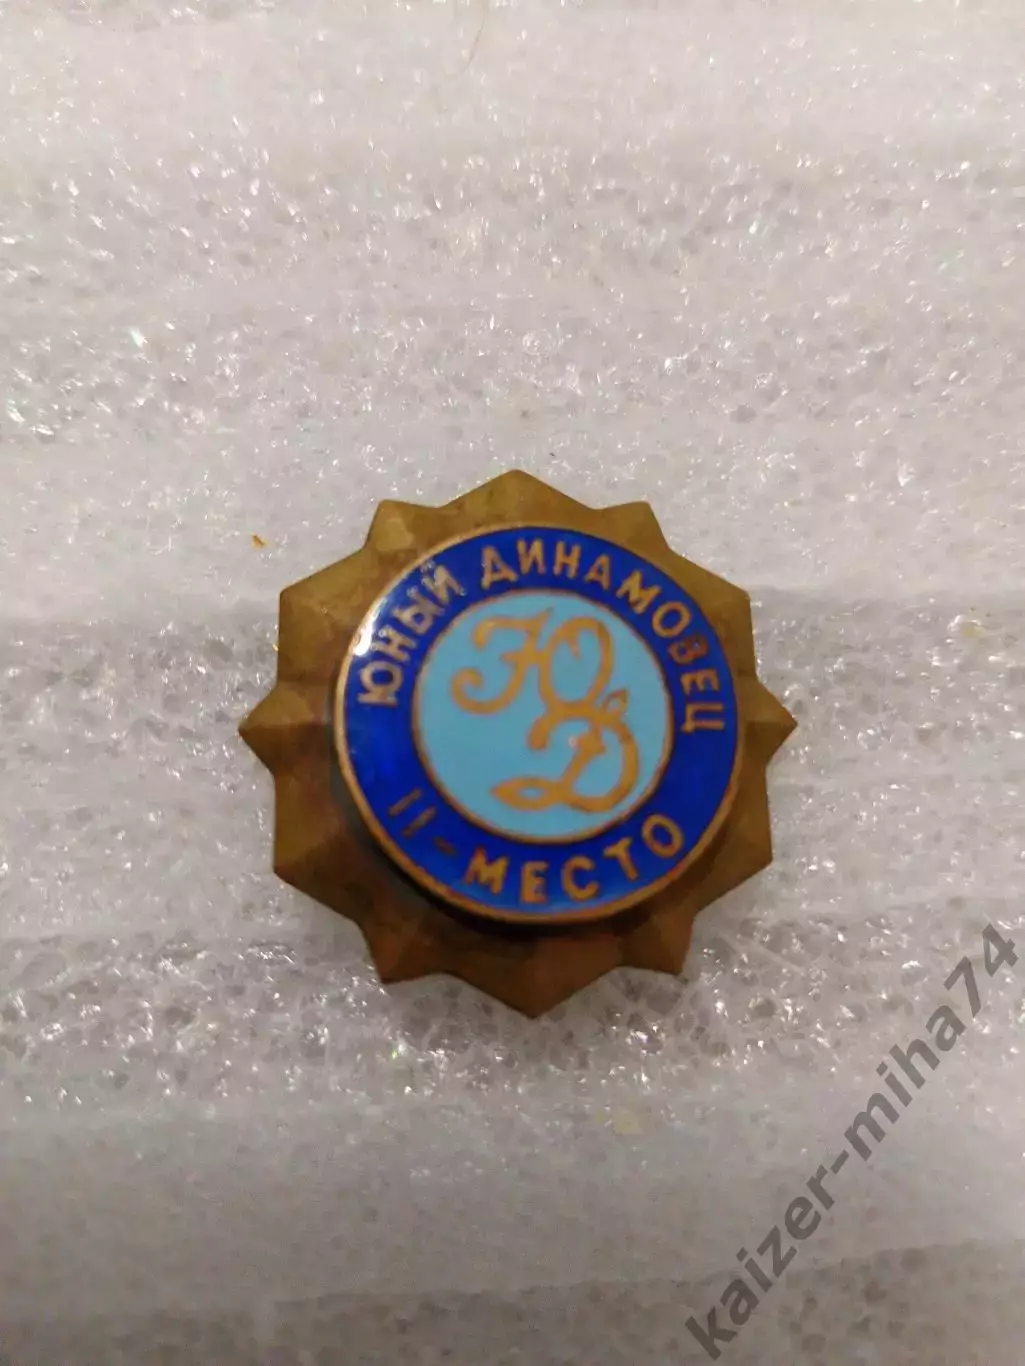 ЮНЫЙ ДИНАМОВЕЦ
ЮД
II - МЕСТО
kaizer-miha74